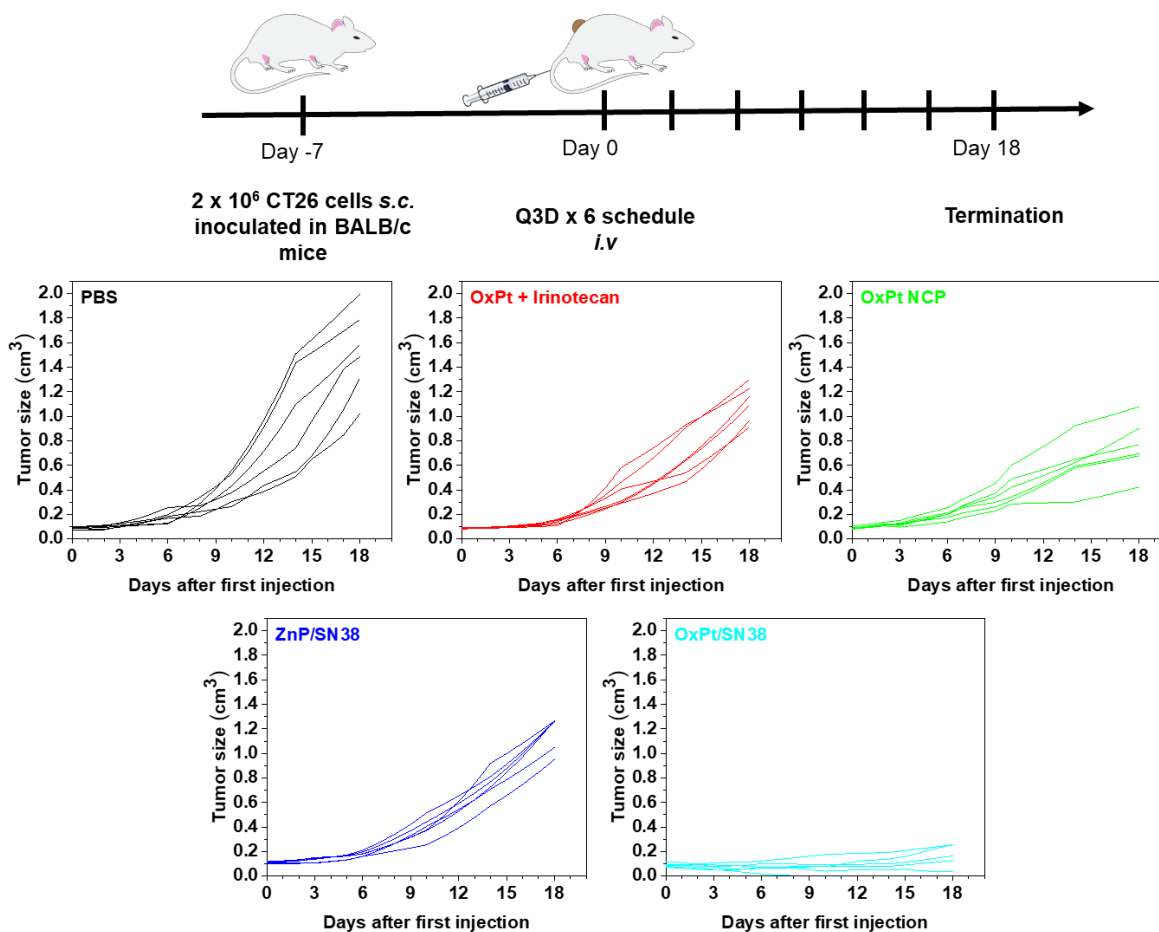 Day -7
Day 0
Day 18
2 x 10⁶ CT26 cells s.c.
inoculated in BALB/c
mice
Q3D x 6 schedule
i.v
Termination
PBS
2.0
1.8
1.6
1.4
1.2
1.0
0.8
0.6
0.4
0.2
0.0
Tumor size (cm³)
0 3 6 9 12 15 18
Days after first injection
OxPt + Irinotecan
2.0
1.8
1.6
1.4
1.2
1.0
0.8
0.6
0.4
0.2
0.0
Tumor size (cm³)
0 3 6 9 12 15 18
Days after first injection
OxPt NCP
2.0
1.8
1.6
1.4
1.2
1.0
0.8
0.6
0.4
0.2
0.0
Tumor size (cm³)
0 3 6 9 12 15 18
Days after first injection
ZnP/SN38
2.0
1.8
1.6
1.4
1.2
1.0
0.8
0.6
0.4
0.2
0.0
Tumor size (cm³)
0 3 6 9 12 15 18
Days after first injection
OxPt/SN38
2.0
1.8
1.6
1.4
1.2
1.0
0.8
0.6
0.4
0.2
0.0
Tumor size (cm³)
0 3 6 9 12 15 18
Days after first injection